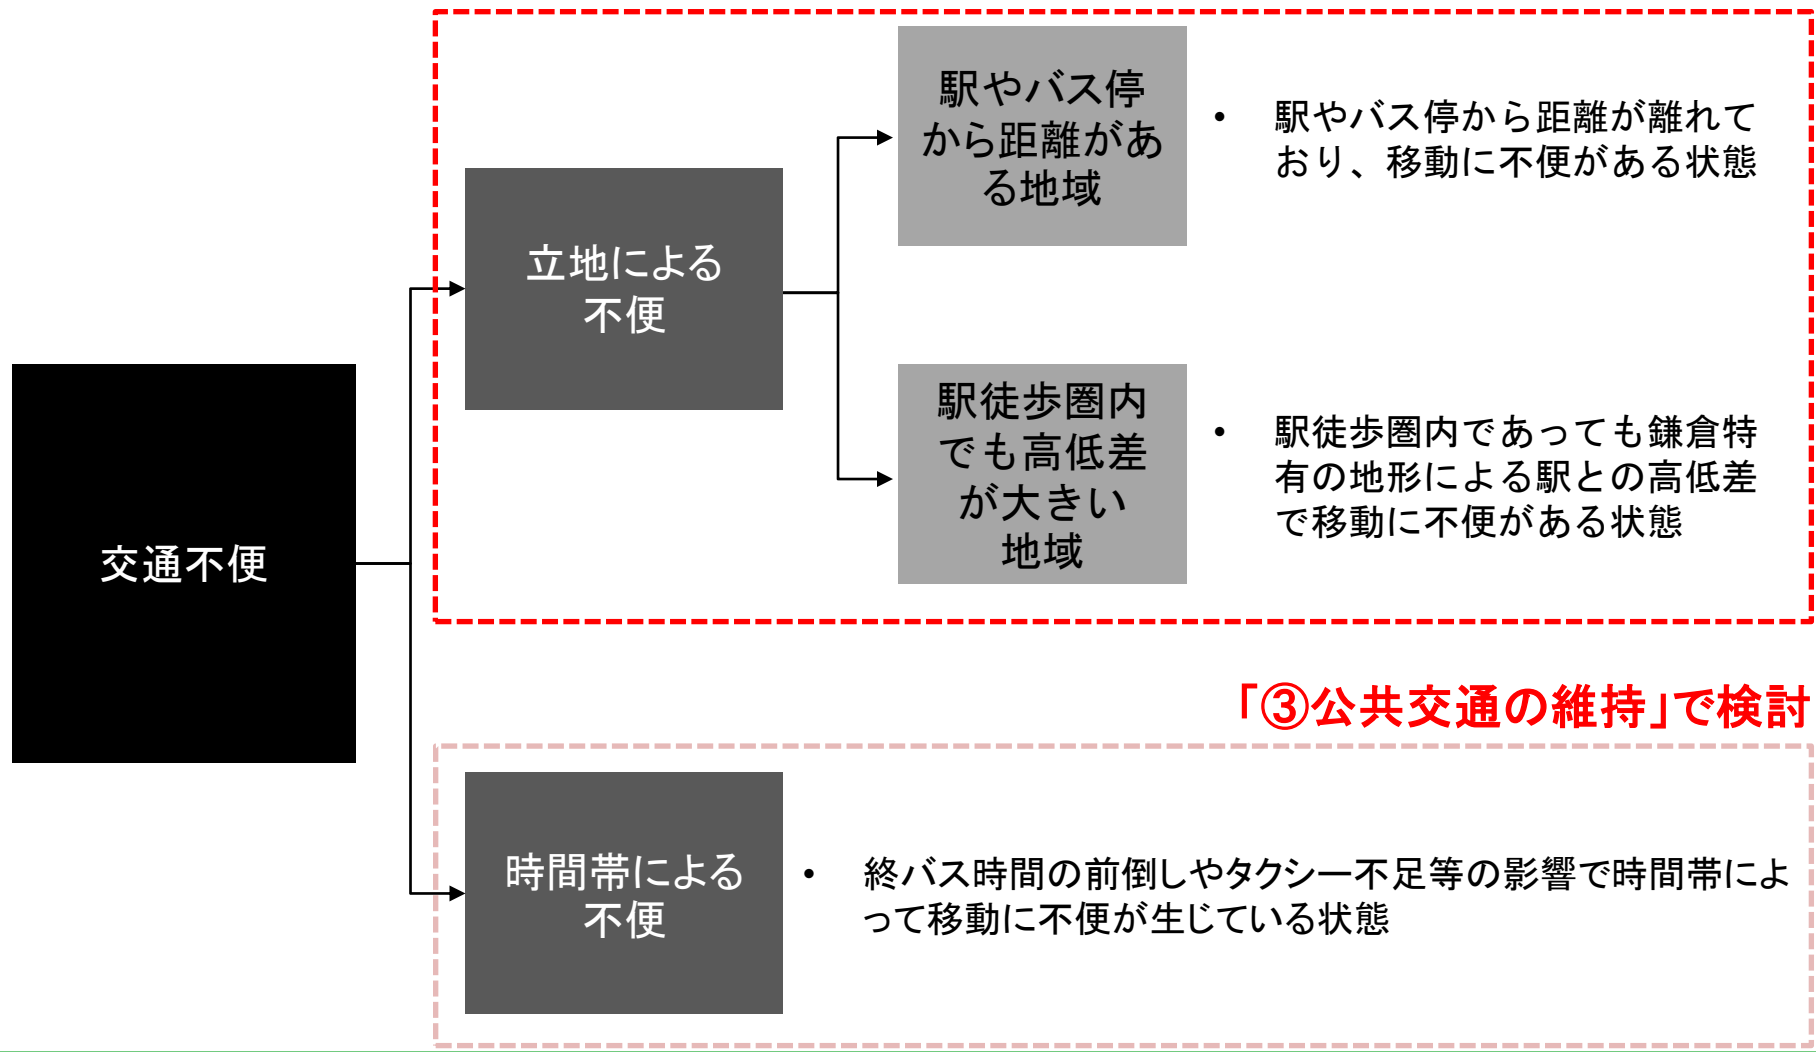 交通不便
立地による
不便
駅やバス停
から距離があ
る地域
• 駅やバス停から距離が離れて
おり、移動に不便がある状態
駅徒歩圏内
でも高低差
が大きい
地域
• 駅徒歩圏内であっても鎌倉特
有の地形による駅との高低差
で移動に不便がある状態
「③公共交通の維持」で検討
時間帯による
不便
• 終バス時間の前倒しやタクシー不足等の影響で時間帯によ
って移動に不便が生じている状態